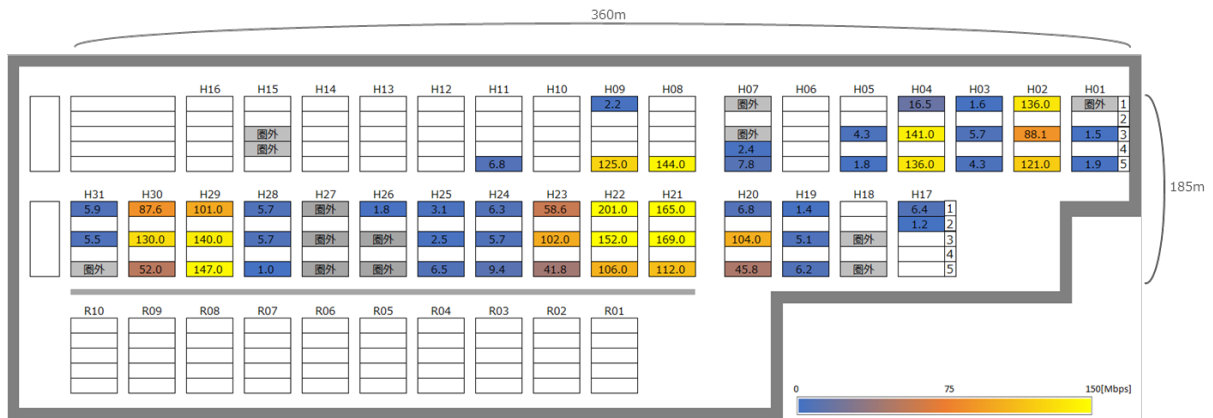 360m
H16 H15 H14 H13 H12 H11 H10 H09 H08 H07 H06 H05 H04 H03 H02 H01
2.2 圏外 16.5 1.6 136.0 圏外 1
2
圏外 圏外 4.3 141.0 5.7 88.1 1.5 3
圏外 2.4 4
6.8 125.0 144.0 7.8 1.8 136.0 4.3 121.0 1.9 5
185m
H31 H30 H29 H28 H27 H26 H25 H24 H23 H22 H21 H20 H19 H18 H17
5.9 87.6 101.0 5.7 圏外 1.8 3.1 6.3 58.6 201.0 165.0 6.8 1.4 6.4 1
1.2 2
5.5 130.0 140.0 5.7 圏外 圏外 2.5 5.7 102.0 152.0 169.0 104.0 5.1 圏外 3
4
圏外 52.0 147.0 1.0 圏外 圏外 6.5 9.4 41.8 106.0 112.0 45.8 6.2 圏外 5
R10 R09 R08 R07 R06 R05 R04 R03 R02 R01
0 75 150[Mbps]